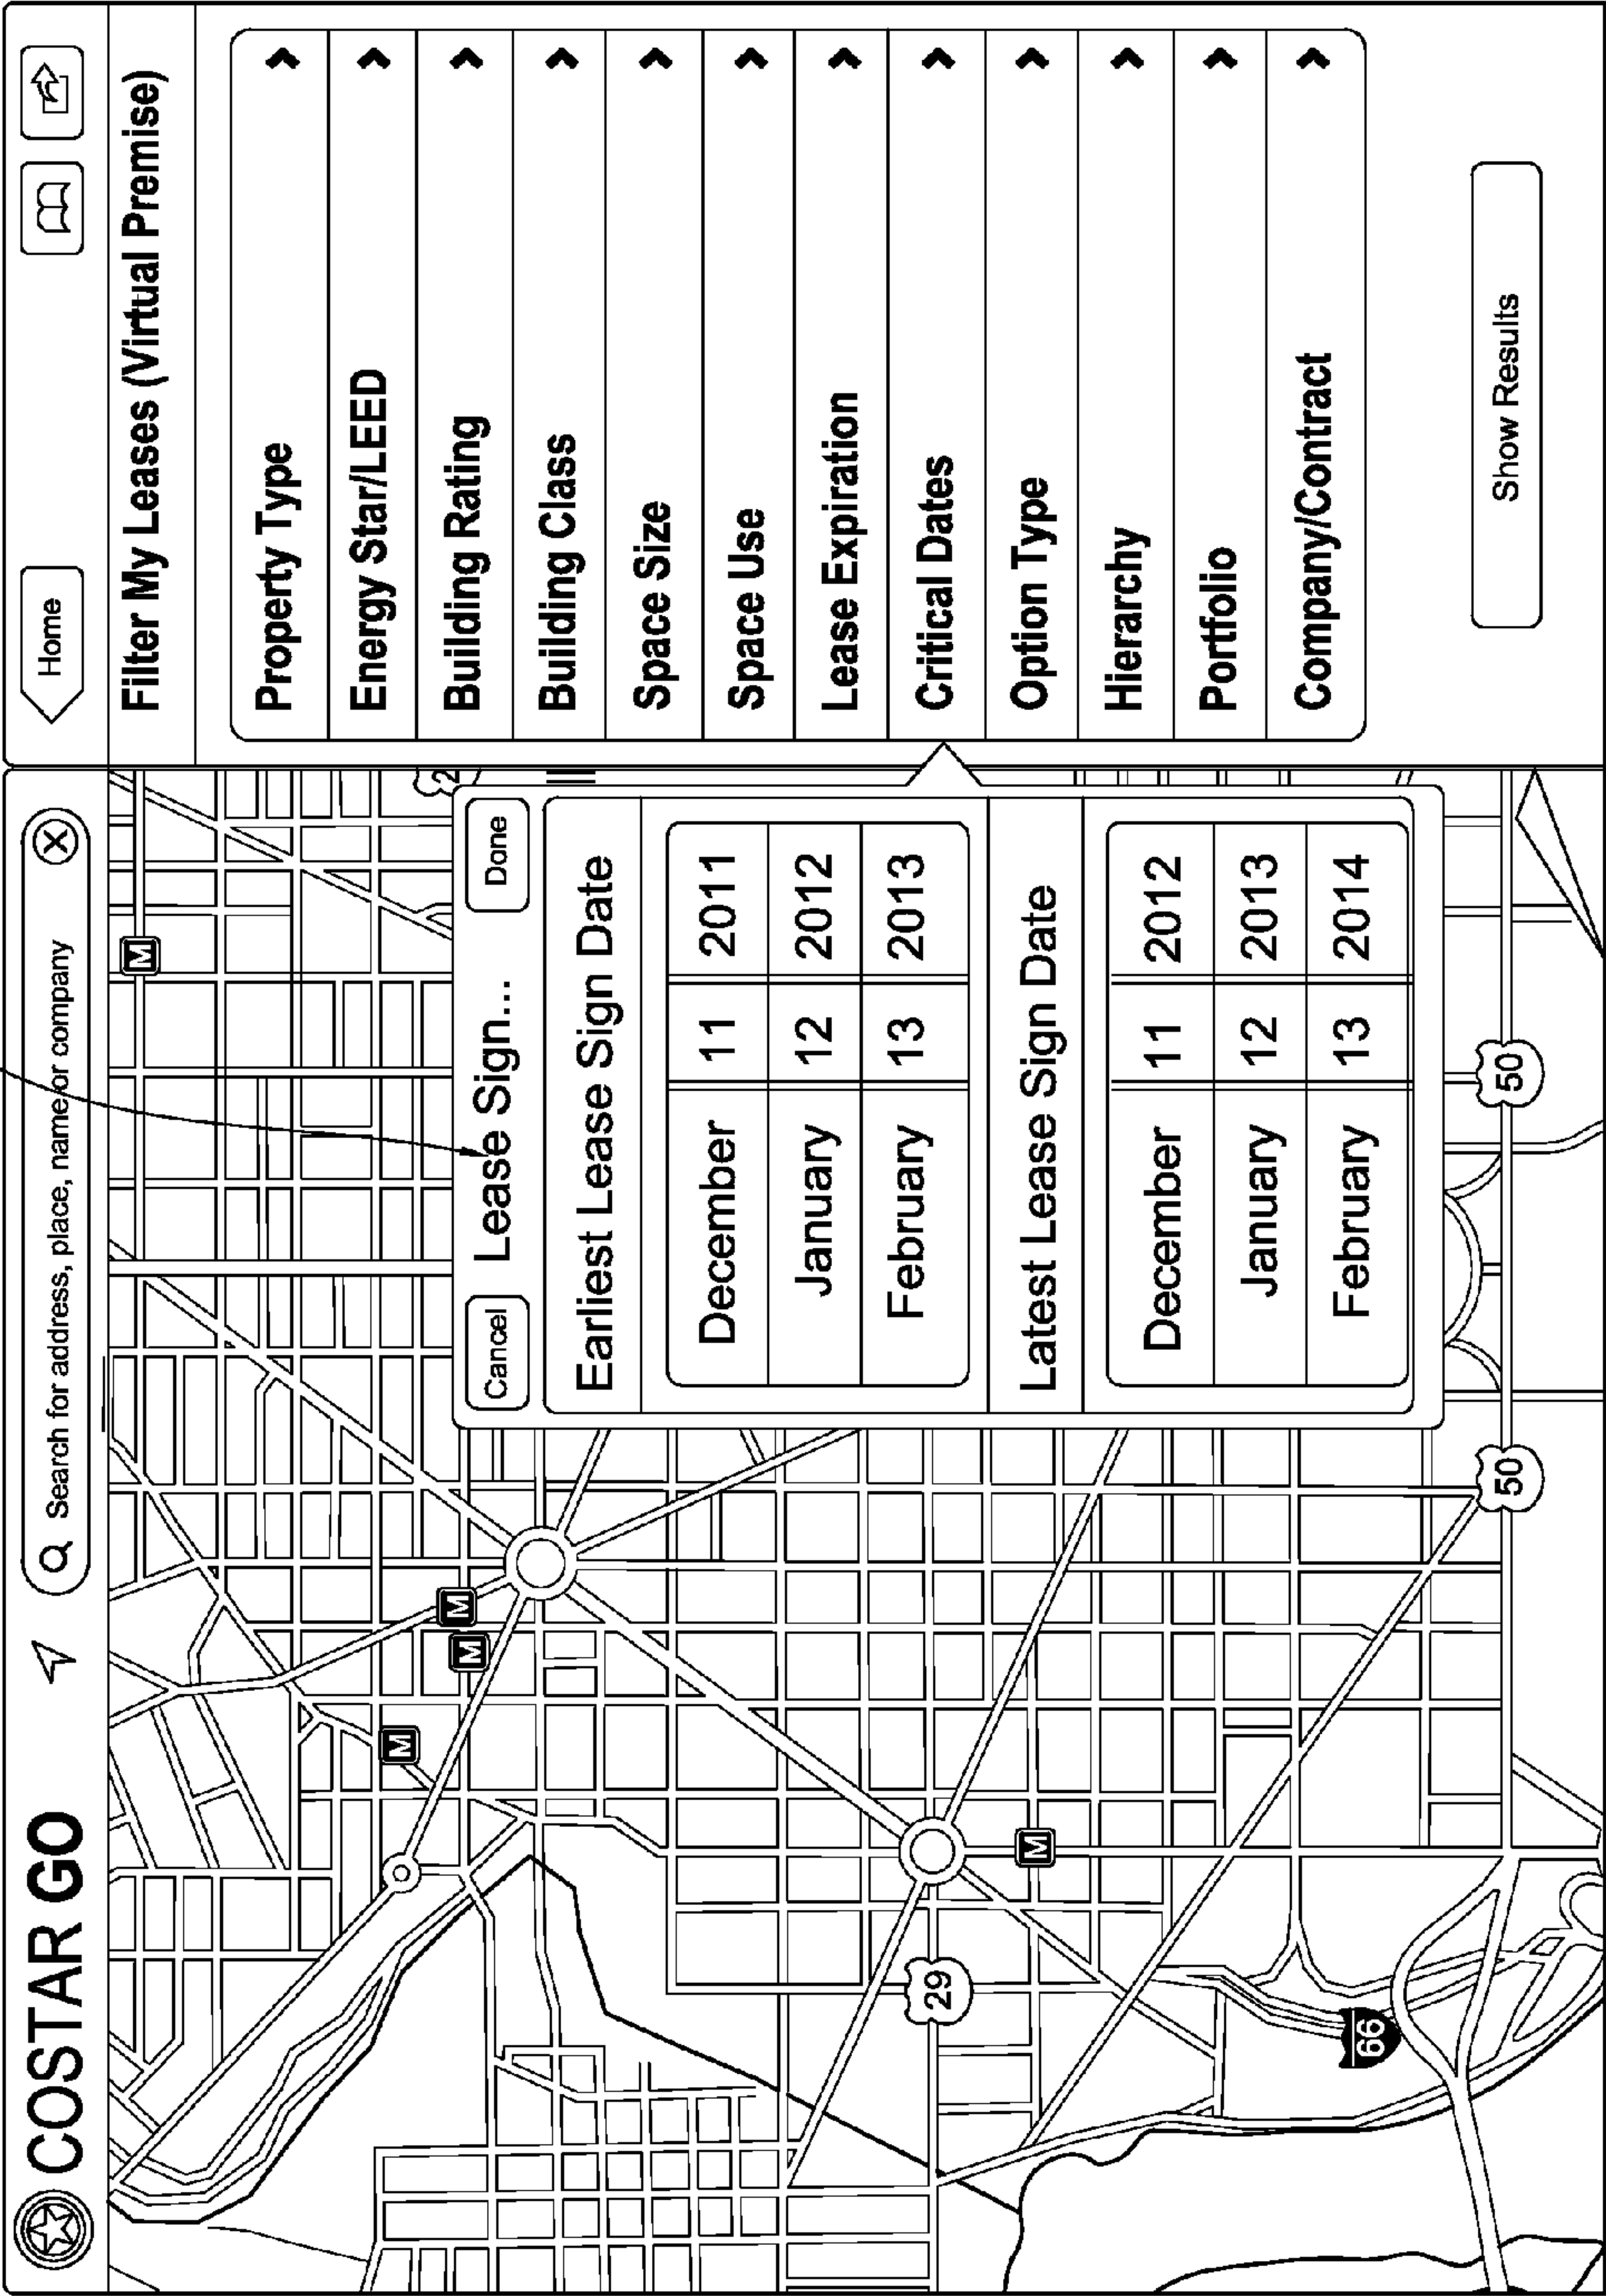 COSTAR GO
Search for address, place, name or company
Home
Filter My Leases (Virtual Premise)
Property Type
Energy Star/LEED
Building Rating
Building Class
Space Size
Space Use
Lease Expiration
Critical Dates
Option Type
Hierarchy
Portfolio
Company/Contract
Show Results
Cancel Lease Sign... Done
Earliest Lease Sign Date
December 11 2011
January 12 2012
February 13 2013
Latest Lease Sign Date
December 11 2012
January 12 2013
February 13 2014
M
M
M
M
M
2
29
66
50
50